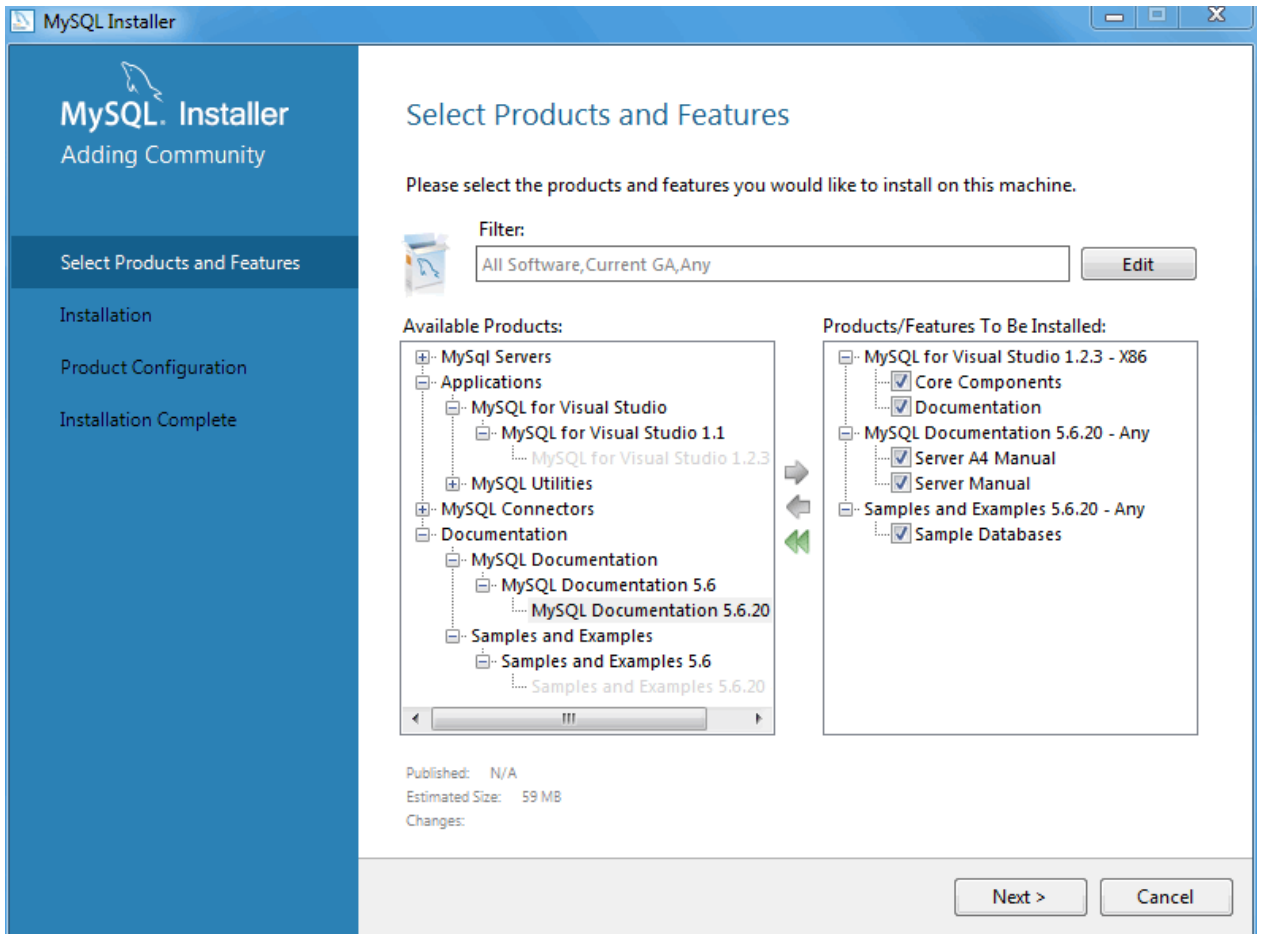 MySQL Installer
MySQL. Installer
Adding Community
Select Products and Features
Installation
Product Configuration
Installation Complete
Select Products and Features
Please select the products and features you would like to install on this machine.
Filter:
All Software,Current GA,Any
Edit
Available Products:
MySql Servers
Applications
MySQL for Visual Studio
MySQL for Visual Studio 1.1
MySQL for Visual Studio 1.2.3
MySQL Utilities
MySQL Connectors
Documentation
MySQL Documentation
MySQL Documentation 5.6
MySQL Documentation 5.6.20
Samples and Examples
Samples and Examples 5.6
Samples and Examples 5.6.20
Products/Features To Be Installed:
MySQL for Visual Studio 1.2.3 - X86
Core Components
Documentation
MySQL Documentation 5.6.20 - Any
Server A4 Manual
Server Manual
Samples and Examples 5.6.20 - Any
Sample Databases
Published: N/A
Estimated Size: 59 MB
Changes:
Next >
Cancel